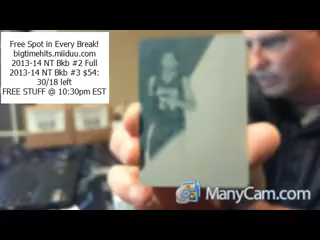 Free Spot in Every Break!
bigtimehits.miiduu.com
2013-14 NT Bkb #2 Full
2013-14 NT Bkb #3 $54:
30/18 left
FREE STUFF @ 10:30pm EST
ManyCam.com